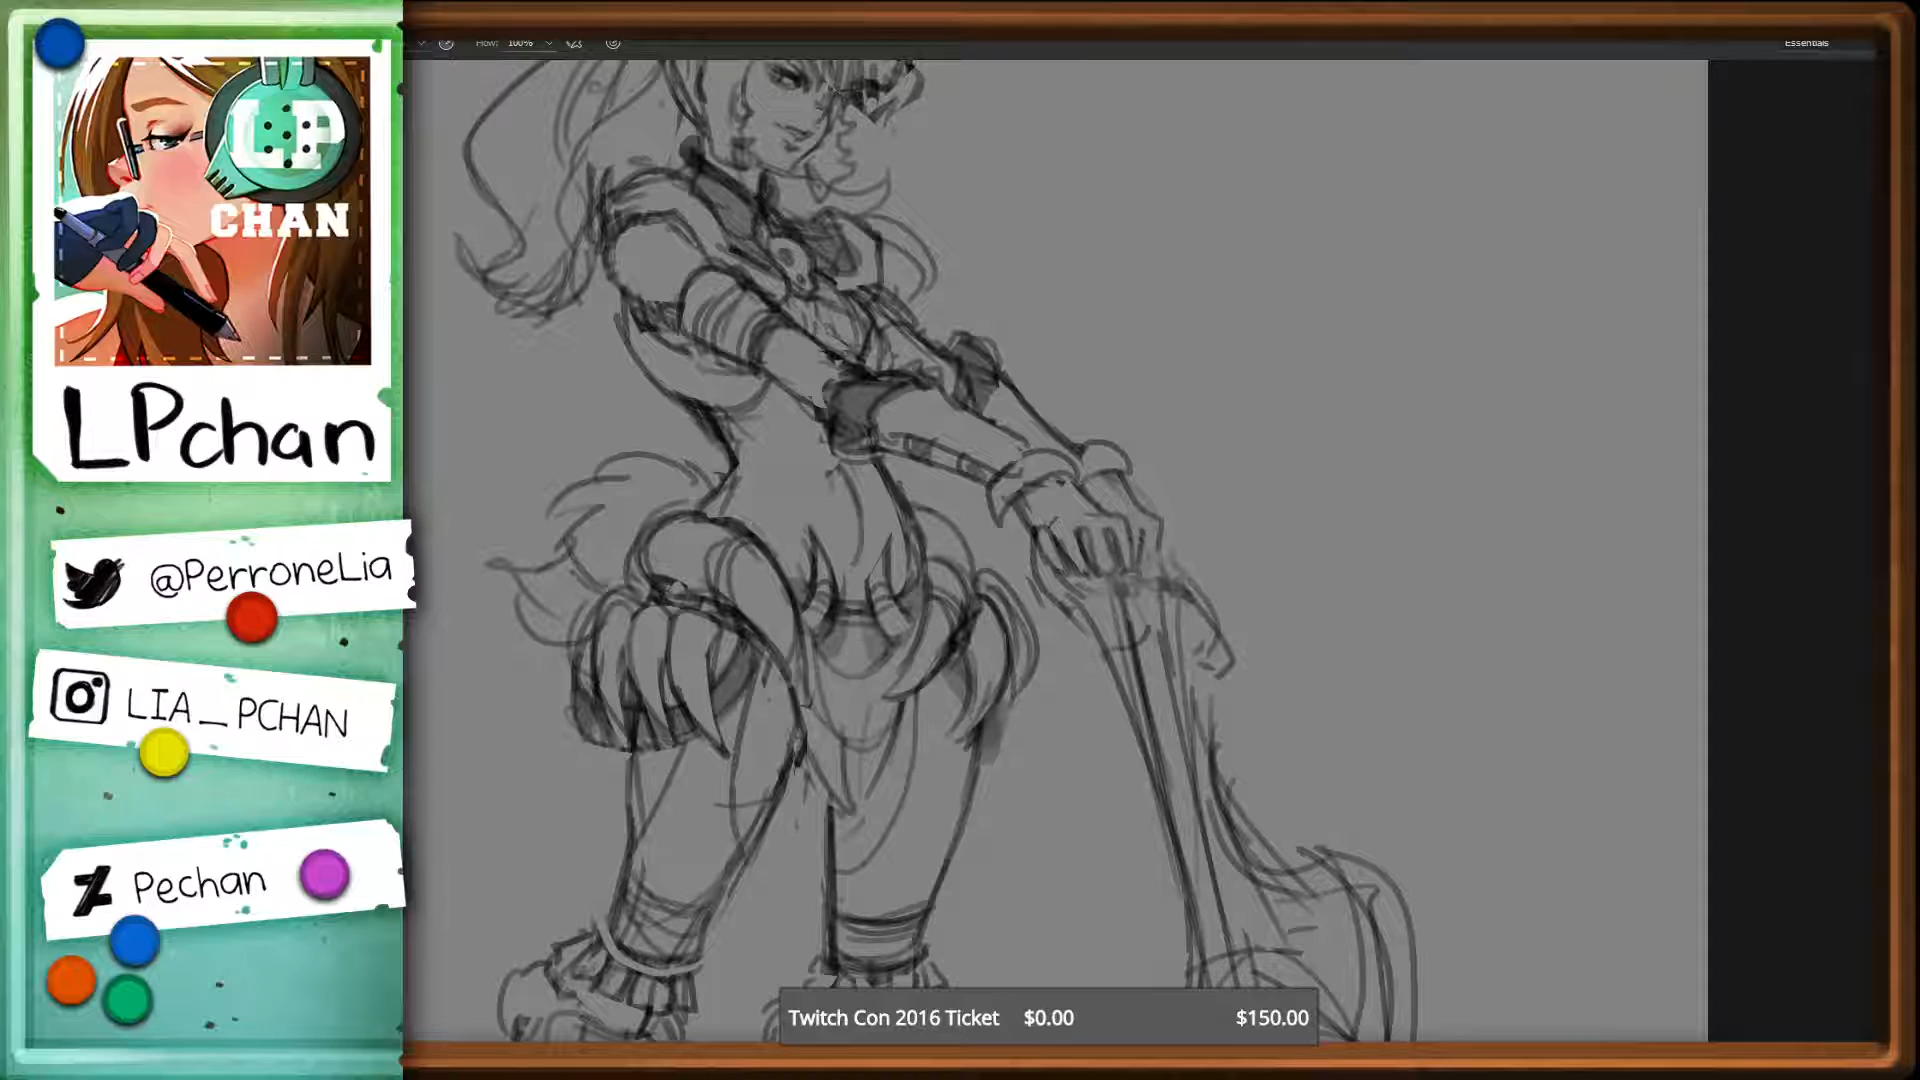 Flow: 100%
Essentials
LP
CHAN
LPchan
@PerroneLia
LIA_PCHAN
Pechan
Twitch Con 2016 Ticket $0.00 $150.00